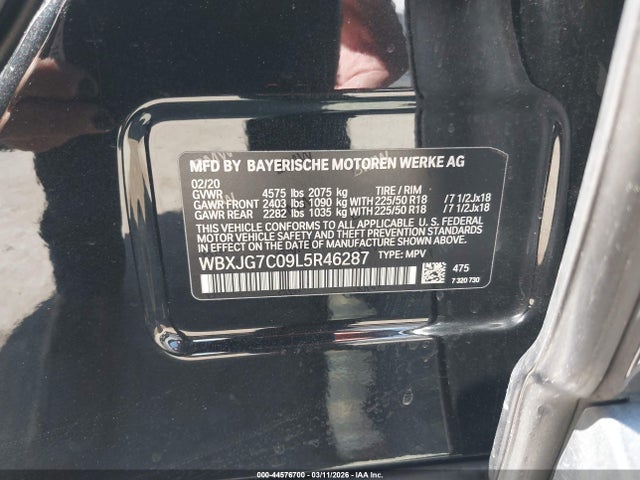 MFD BY BAYERISCHE MOTOREN WERKE AG
02/20
GVWR 4575 lbs 2075 kg TIRE / RIM
GAWR FRONT 2403 lbs 1090 kg WITH 225/50 R18 / 7 1/2Jx18
GAWR REAR 2282 lbs 1035 kg WITH 225/50 R18 / 7 1/2Jx18
THIS VEHICLE CONFORMS TO ALL APPLICABLE U.S. FEDERAL
MOTOR VEHICLE SAFETY AND THEFT PREVENTION STANDARDS
IN EFFECT ON THE DATE OF MANUFACTURE SHOWN ABOVE.
WBXJG7C09L5R46287 TYPE: MPV
475
7 320 730
000-44576700 - 03/11/2026 - IAA Inc.